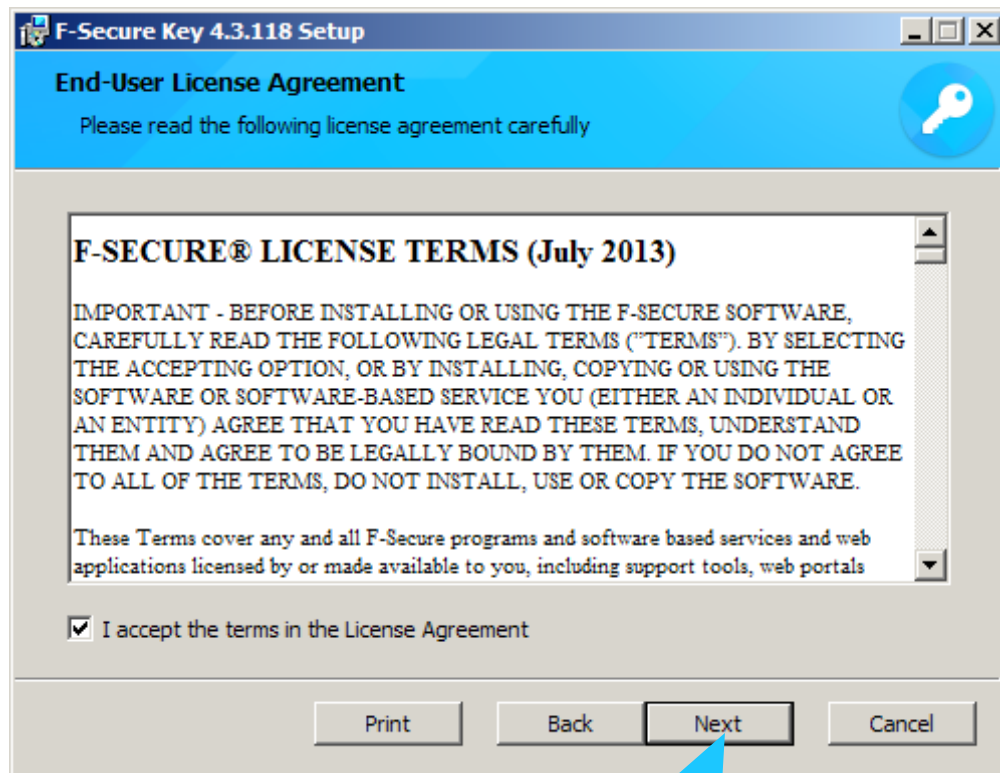 F-Secure Key 4.3.118 Setup
End-User License Agreement
Please read the following license agreement carefully
F-SECURE® LICENSE TERMS (July 2013)
IMPORTANT - BEFORE INSTALLING OR USING THE F-SECURE SOFTWARE,
CAREFULLY READ THE FOLLOWING LEGAL TERMS ("TERMS"). BY SELECTING
THE ACCEPTING OPTION, OR BY INSTALLING, COPYING OR USING THE
SOFTWARE OR SOFTWARE-BASED SERVICE YOU (EITHER AN INDIVIDUAL OR
AN ENTITY) AGREE THAT YOU HAVE READ THESE TERMS, UNDERSTAND
THEM AND AGREE TO BE LEGALLY BOUND BY THEM. IF YOU DO NOT AGREE
TO ALL OF THE TERMS, DO NOT INSTALL, USE OR COPY THE SOFTWARE.
These Terms cover any and all F-Secure programs and software based services and web
applications licensed by or made available to you, including support tools, web portals
I accept the terms in the License Agreement
Print Back Next Cancel